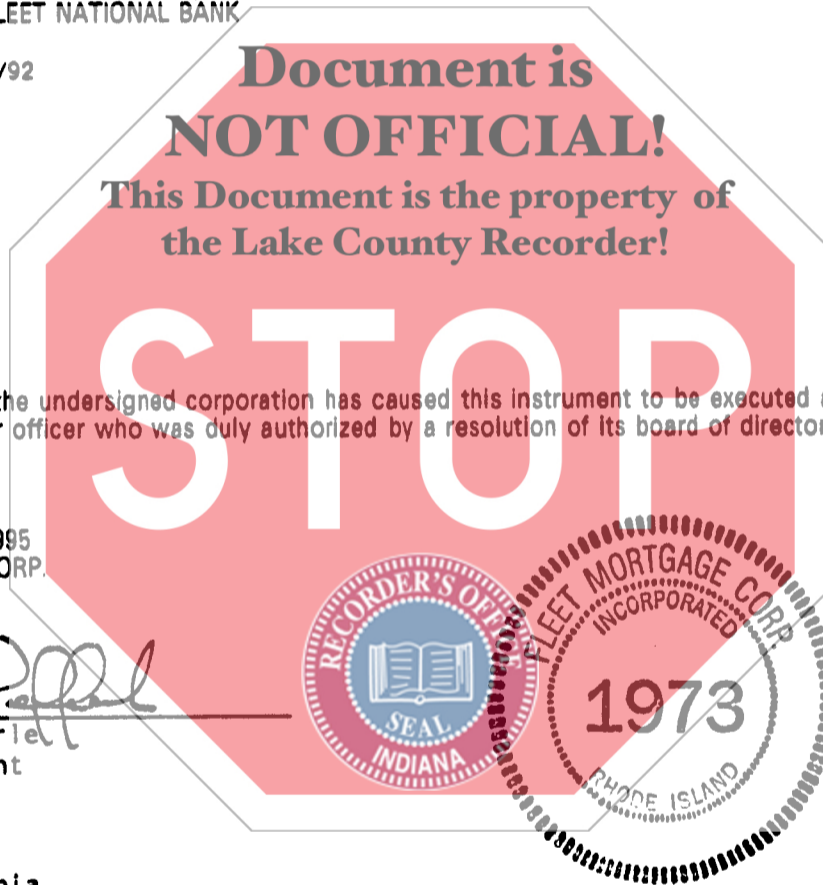 LEET NATIONAL BANK
/92
Document is
NOT OFFICIAL!
This Document is the property of
the Lake County Recorder!
STOP
the undersigned corporation has caused this instrument to be executed
officer who was duly authorized by a resolution of its board of director
995
ORP.
RECORDER'S OFFICE
SEAL
INDIANA
FLEET MORTGAGE CORP.
INCORPORATED
1973
RHODE ISLAND